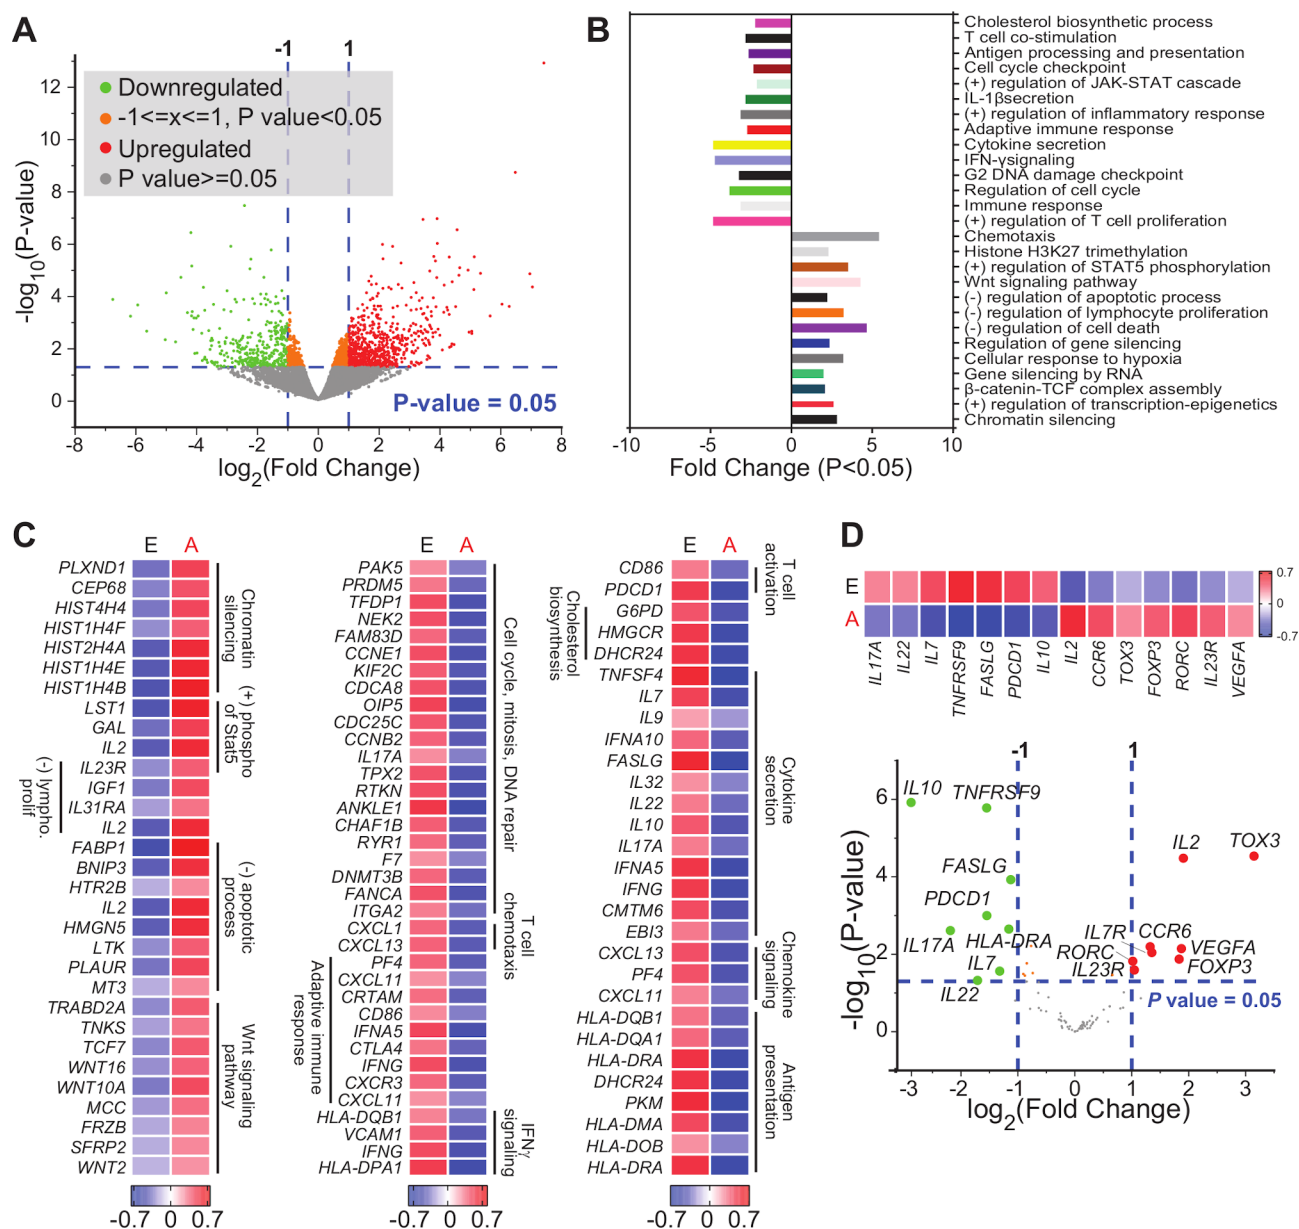 A
-1
1
12
10
8
6
4
2
0
Downregulated
-1<=x<=1, P value<0.05
Upregulated
P value>=0.05
P-value = 0.05
-log10(P-value)
-8
-6
-4
-2
0
2
4
6
8
log2(Fold Change)
B
Cholesterol biosynthetic process
T cell co-stimulation
Antigen processing and presentation
Cell cycle checkpoint
(+) regulation of JAK-STAT cascade
IL-1βsecretion
(+) regulation of inflammatory response
Adaptive immune response
Cytokine secretion
IFN-γsignaling
G2 DNA damage checkpoint
Regulation of cell cycle
Immune response
(+) regulation of T cell proliferation
Chemotaxis
Histone H3K27 trimethylation
(+) regulation of STAT5 phosphorylation
Wnt signaling pathway
(-) regulation of apoptotic process
(-) regulation of lymphocyte proliferation
(-) regulation of cell death
Regulation of gene silencing
Cellular response to hypoxia
Gene silencing by RNA
β-catenin-TCF complex assembly
(+) regulation of transcription-epigenetics
Chromatin silencing
-10
-5
0
5
10
Fold Change (P<0.05)
C
E
A
PLXND1
CEP68
HIST4H4
HIST1H4F
HIST2H4A
HIST1H4E
HIST1H4B
LST1
GAL
IL2
IL23R
IGF1
IL31RA
IL2
FABP1
BNIP3
HTR2B
IL2
HMGN5
LTK
PLAUR
MT3
TRABD2A
TNKS
TCF7
WNT16
WNT10A
MCC
FRZB
SFRP2
WNT2
Chromatin
silencing
(+) phospho
of Stat5
(-) lympho.
prolif
(-) apoptotic
process
Wnt signaling
pathway
-0.7
0
0.7
E
A
PAK5
PRDM5
TFDP1
NEK2
FAM83D
CCNE1
KIF2C
CDCA8
OIP5
CDC25C
CCNB2
IL17A
TPX2
RTKN
ANKLE1
CHAF1B
RYR1
F7
DNMT3B
FANCA
ITGA2
CXCL1
CXCL13
PF4
CXCL11
CRTAM
CD86
IFNA5
CTLA4
IFNG
CXCR3
CXCL11
HLA-DQB1
VCAM1
IFNG
HLA-DPA1
Cell cycle, mitosis, DNA repair
T cell
chemotaxis
Adaptive immune
response
IFNγ
signaling
-0.7
0
0.7
E
A
CD86
PDCD1
G6PD
HMGCR
DHCR24
TNFSF4
IL7
IL9
IFNA10
FASLG
IL32
IL22
IL10
IL17A
IFNA5
IFNG
CMTM6
EBI3
CXCL13
PF4
CXCL11
HLA-DQB1
HLA-DQA1
HLA-DRA
DHCR24
PKM
HLA-DMA
HLA-DOB
HLA-DRA
T cell
activation
Cholesterol
biosynthesis
Cytokine
secretion
Chemokine
signaling
Antigen
presentation
-0.7
0
0.7
D
E
A
IL17A
IL22
IL7
TNFRSF9
FASLG
PDCD1
IL10
IL2
CCR6
TOX3
FOXP3
RORC
IL23R
VEGFA
0.7
0
-0.7
-1
1
6
4
2
0
IL10
TNFRSF9
IL2
TOX3
FASLG
PDCD1
IL17A
HLA-DRA
IL7
IL22
IL7R
CCR6
RORC
VEGFA
IL23R
FOXP3
P value = 0.05
-log10(P-value)
-3
-2
-1
0
1
2
3
log2(Fold Change)